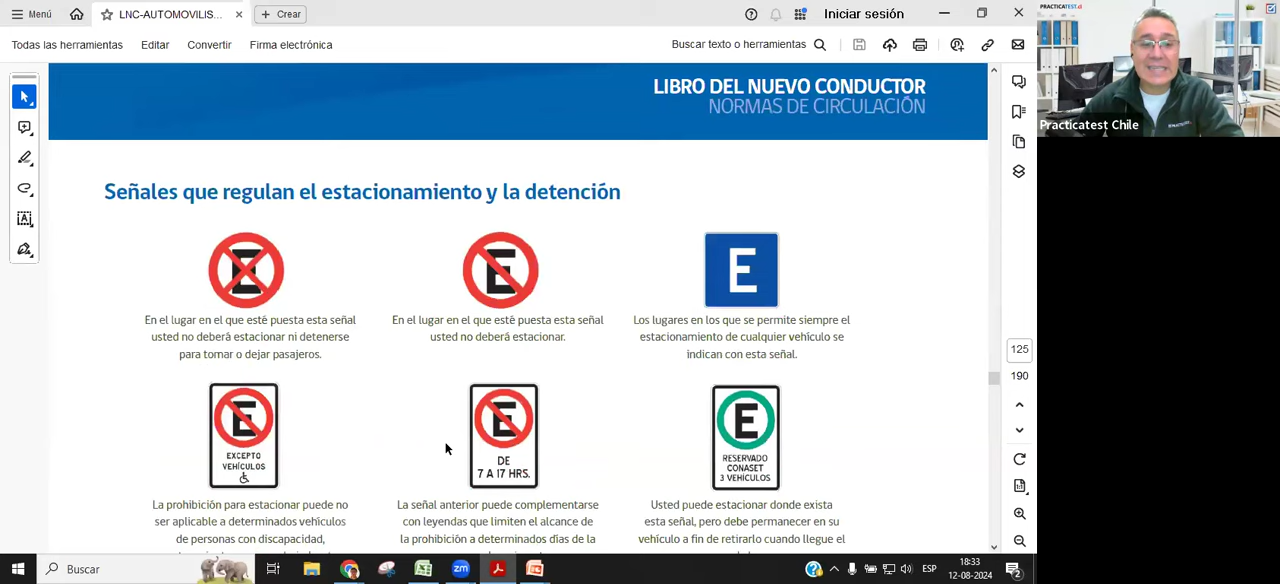 Menú
LNC-AUTOMOVILIS...
Crear
Iniciar sesión
Todas las herramientas
Editar
Convertir
Firma electrónica
Buscar texto o herramientas
PRACTICATEST.cl
Practicatest Chile
LIBRO DEL NUEVO CONDUCTOR
NORMAS DE CIRCULACIÓN
Señales que regulan el estacionamiento y la detención
E
E
E
En el lugar en el que esté puesta esta señal
usted no deberá estacionar ni detenerse
para tomar o dejar pasajeros.
En el lugar en el que esté puesta esta señal
usted no deberá estacionar.
Los lugares en los que se permite siempre el
estacionamiento de cualquier vehículo se
indican con esta señal.
125
190
E
EXCEPTO
VEHÍCULOS
E
DE
7 A 17 HRS.
E
RESERVADO
CONASET
3 VEHÍCULOS
La prohibición para estacionar puede no
ser aplicable a determinados vehículos
de personas con discapacidad,
La señal anterior puede complementarse
con leyendas que limiten el alcance de
la prohibición a determinados días de la
Usted puede estacionar donde exista
esta señal, pero debe permanecer en su
vehículo a fin de retirarlo cuando llegue el
Buscar
zm
ESP
18:33
12-08-2024
2